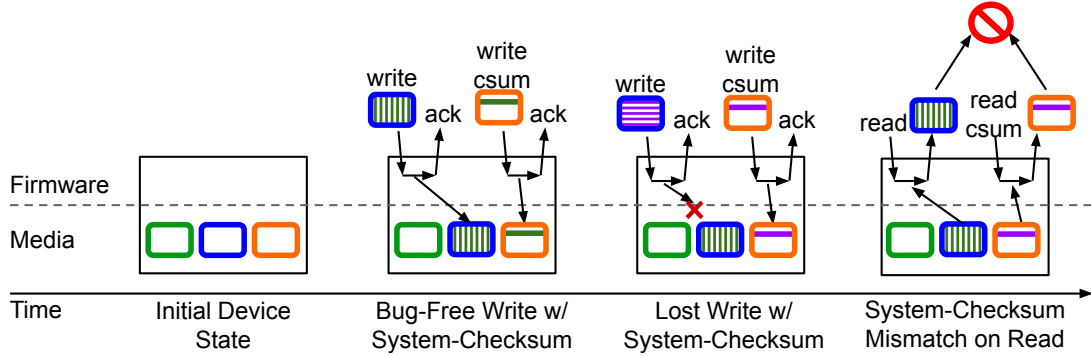 write
ack
write
csum
ack
write
ack
write
csum
ack
read
read
csum
Firmware
Media
Time
Initial Device
State
Bug-Free Write w/
System-Checksum
Lost Write w/
System-Checksum
System-Checksum
Mismatch on Read